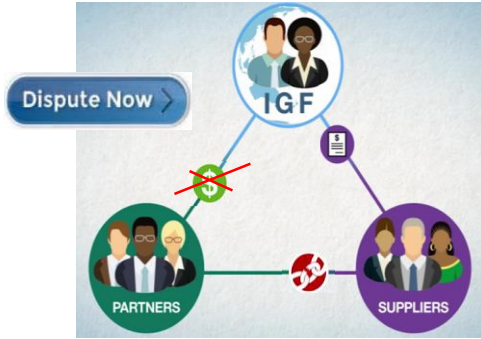 IGF
Dispute Now >
$
$
PARTNERS
SUPPLIERS